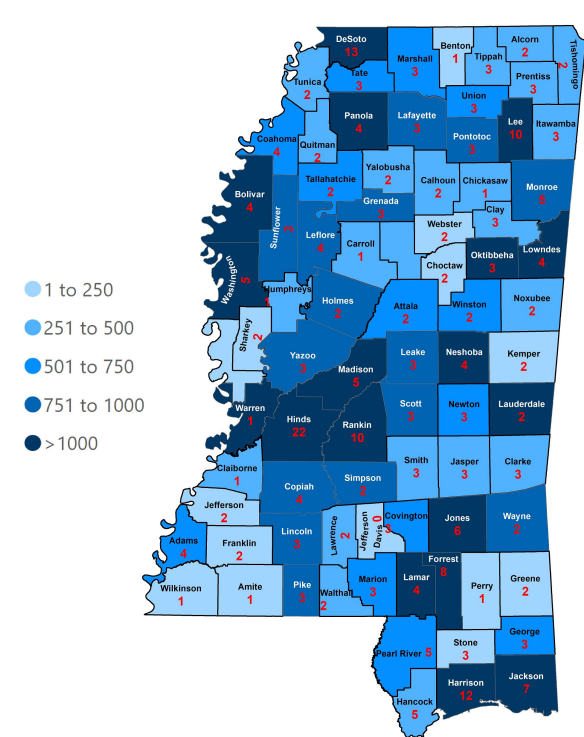 DeSoto
13
Benton
1
Alcorn
2
Tishomingo
2
Marshall
3
Tippah
3
Tate
3
Prentiss
3
Tunica
2
Union
3
Panola
4
Lafayette
3
Lee
10
Itawamba
3
Pontotoc
3
Coahoma
4
Quitman
2
Yalobusha
2
Tallahatchie
2
Calhoun
2
Chickasaw
1
Monroe
5
Bolivar
4
Sunflower
3
Grenada
3
Clay
3
Webster
2
Leflore
4
Carroll
1
Oktibbeha
3
Lowndes
4
Choctaw
2
Washington
5
Humphreys
1 to 250
Holmes
2
Attala
2
Winston
2
Noxubee
2
251 to 500
Sharkey
2
Yazoo
3
Leake
3
Neshoba
4
Kemper
2
501 to 750
Madison
5
751 to 1000
Warren
1
Hinds
22
Rankin
10
Scott
3
Newton
3
Lauderdale
2
>1000
Claiborne
1
Smith
3
Jasper
3
Clarke
3
Copiah
4
Simpson
2
Jefferson
2
Adams
4
Franklin
2
Lincoln
3
Lawrence
2
Jefferson
Davis
0
Covington
3
Jones
6
Wayne
2
Forrest
8
Wilkinson
1
Amite
1
Pike
3
Walthall
2
Marion
3
Lamar
4
Perry
1
Greene
2
Pearl River
5
Stone
3
George
3
Hancock
5
Harrison
12
Jackson
7